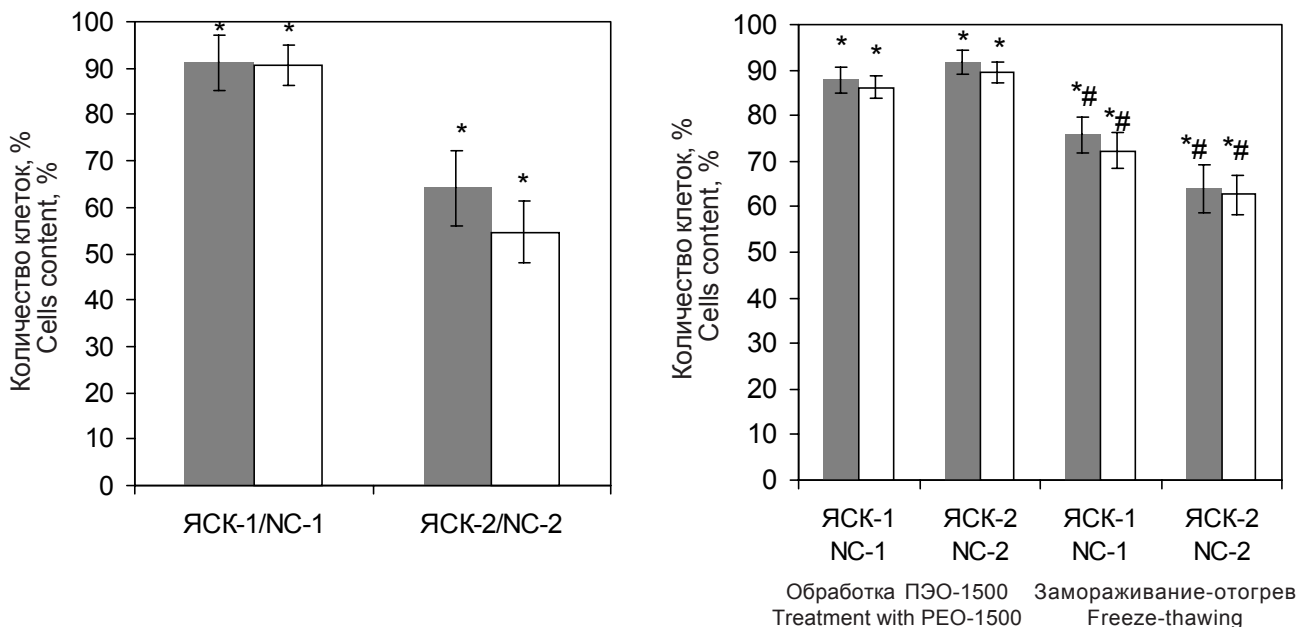 Количество клеток, %
Cells content, %
100
90
80
70
60
50
40
30
20
10
0
* *
* *
ЯСК-1/NC-1 ЯСК-2/NC-2
Количество клеток, %
Cells content, %
100
90
80
70
60
50
40
30
20
10
0
* * * * *# *# *# *#
ЯСК-1 ЯСК-2 ЯСК-1 ЯСК-2
NC-1 NC-2 NC-1 NC-2
Обработка ПЭО-1500 Замораживание-отогрев
Treatment with PEO-1500 Freeze-thawing